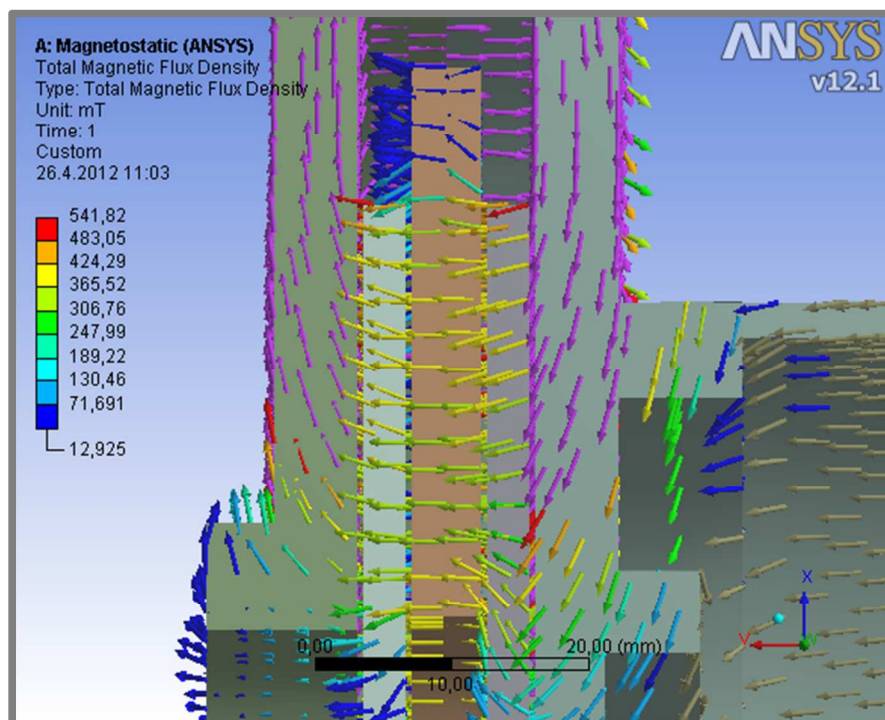 A: Magnetostatic (ANSYS)
Total Magnetic Flux Density
Type: Total Magnetic Flux Density
Unit: mT
Time: 1
Custom
26.4.2012 11:03
ANSYS
v12.1
541,82
483,05
424,29
365,52
306,76
247,99
189,22
130,46
71,691
12,925
X
Y
0,00 20,00 (mm)
10,00